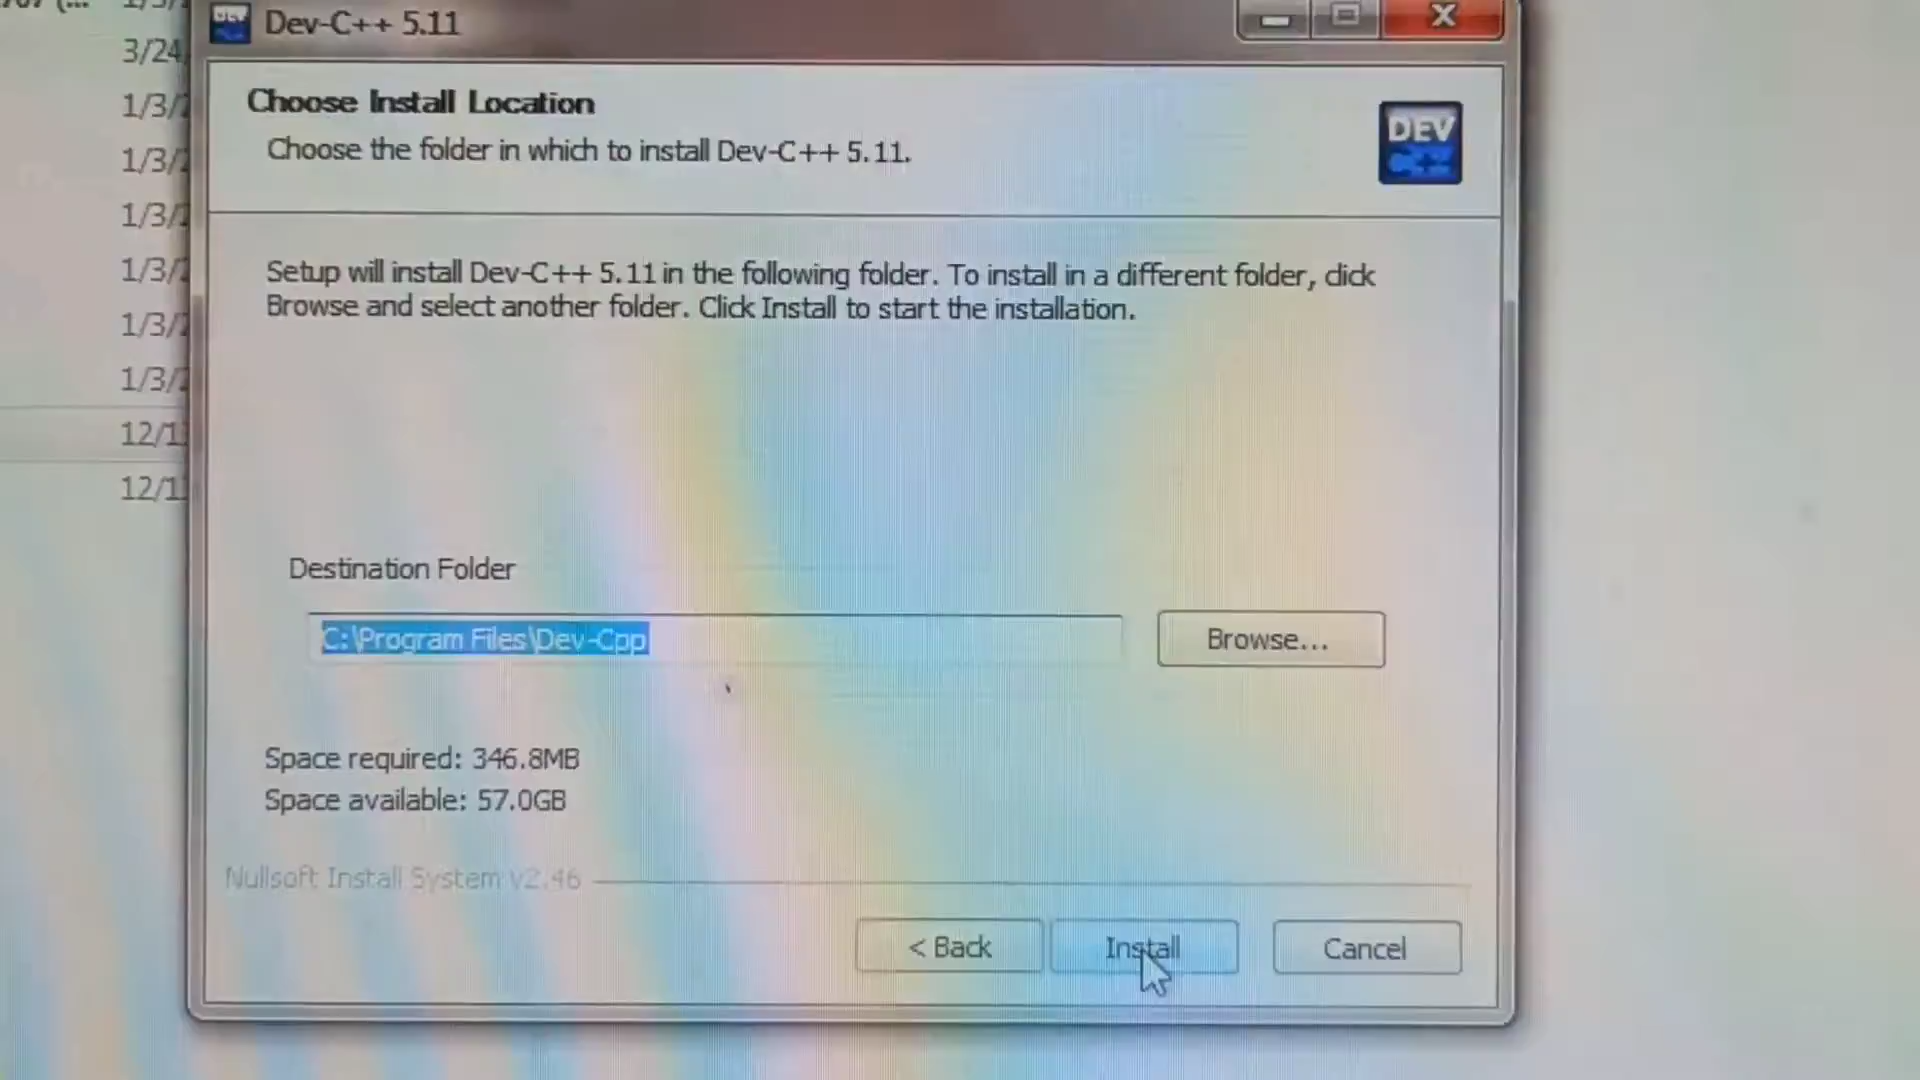 Dev-C++ 5.11
3/24
1/3/
1/3/
1/3/
1/3/
1/3/
1/3/
12/1
12/1
Choose Install Location
Choose the folder in which to install Dev-C++ 5.11.
DEV
C++
Setup will install Dev-C++ 5.11 in the following folder. To install in a different folder, click
Browse and select another folder. Click Install to start the installation.
Destination Folder
C:\Program Files\Dev-Cpp
Browse...
Space required: 346.8MB
Space available: 57.0GB
Nullsoft Install System v2.46
< Back
Install
Cancel